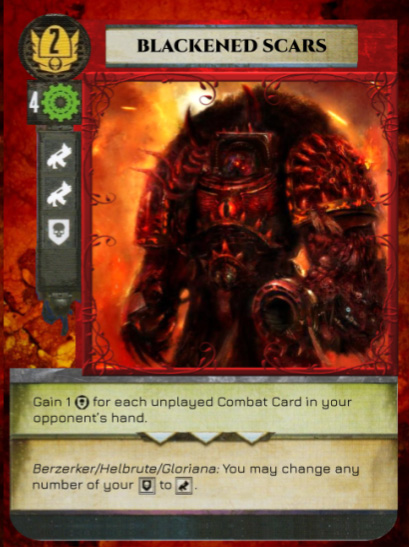 2
BLACKENED SCARS
4
Gain 1 for each unplayed Combat Card in your
opponent's hand.
Berzerker/Helbrute/Gloriana: You may change any
number of your to .